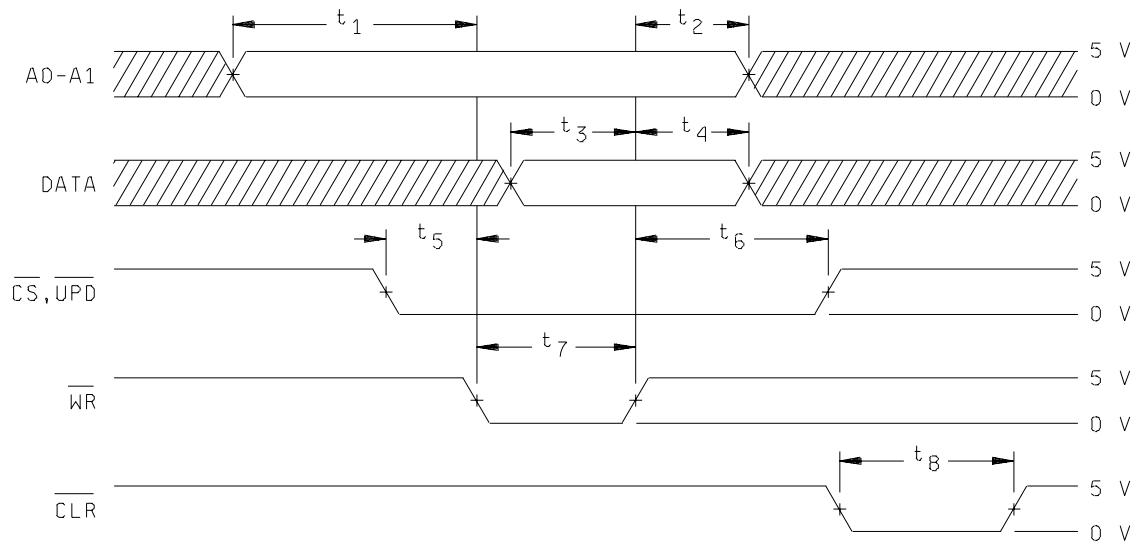 t1 t2
A0-A1 5 V
0 V
t3 t4
DATA 5 V
0 V
t5 t6
CS,UPD 5 V
0 V
t7
WR 5 V
0 V
t8
CLR 5 V
0 V